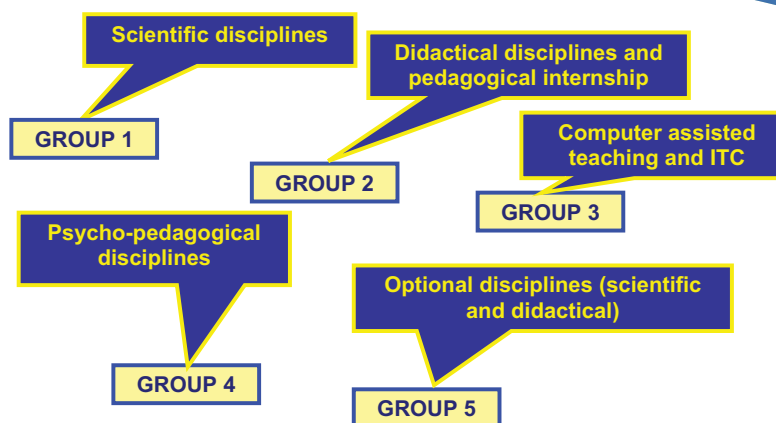 Scientific disciplines
GROUP 1
Didactical disciplines and
pedagogical internship
GROUP 2
Computer assisted
teaching and ITC
GROUP 3
Psycho-pedagogical
disciplines
GROUP 4
Optional disciplines (scientific
and didactical)
GROUP 5